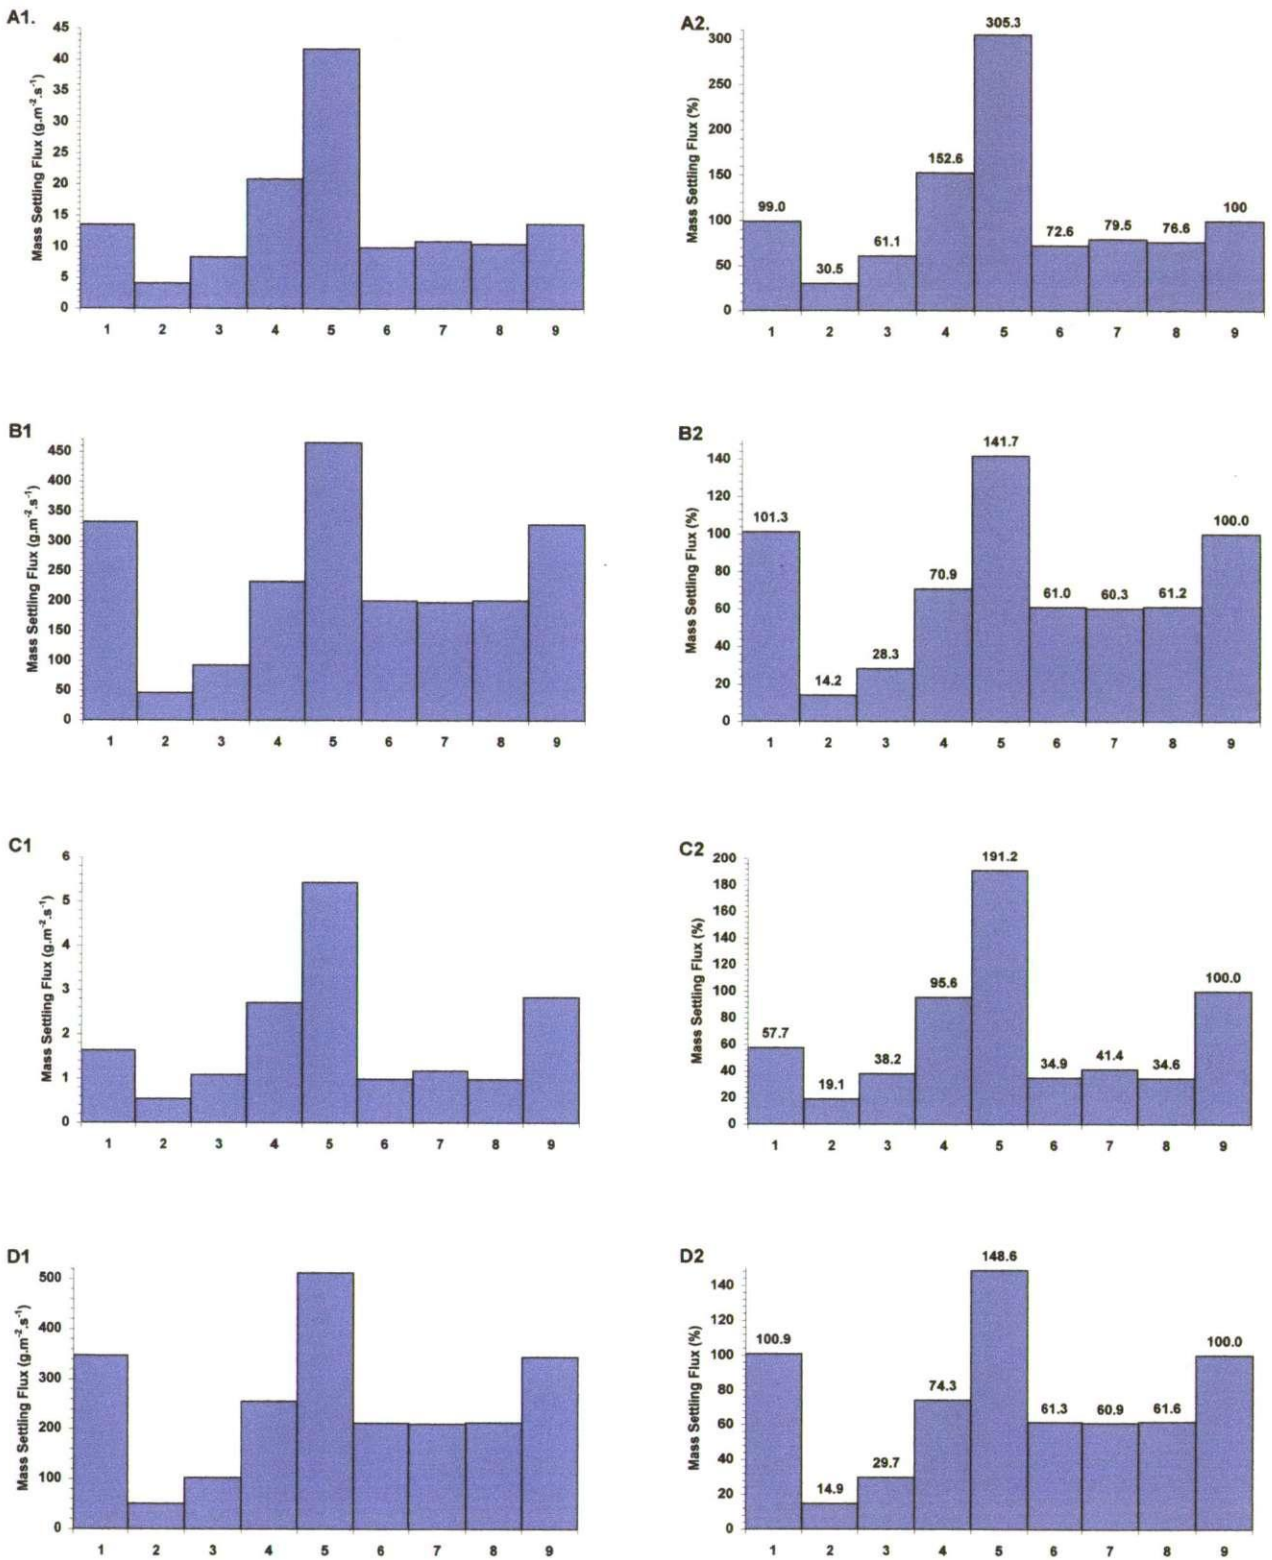 A1.
Mass Settling Flux (g.m⁻².s⁻¹)
45
40
35
30
25
20
15
10
5
0
1 2 3 4 5 6 7 8 9
A2.
Mass Settling Flux (%)
300
250
200
150
100
50
0
99.0 30.5 61.1 152.6 305.3 72.6 79.5 76.6 100
1 2 3 4 5 6 7 8 9
B1
Mass Settling Flux (g.m⁻².s⁻¹)
450
400
350
300
250
200
150
100
50
0
1 2 3 4 5 6 7 8 9
B2
Mass Settling Flux (%)
140
120
100
80
60
40
20
0
101.3 14.2 28.3 70.9 141.7 61.0 60.3 61.2 100.0
1 2 3 4 5 6 7 8 9
C1
Mass Settling Flux (g.m⁻².s⁻¹)
6
5
4
3
2
1
0
1 2 3 4 5 6 7 8 9
C2
Mass Settling Flux (%)
200
180
160
140
120
100
80
60
40
20
0
57.7 19.1 38.2 95.6 191.2 34.9 41.4 34.6 100.0
1 2 3 4 5 6 7 8 9
D1
Mass Settling Flux (g.m⁻².s⁻¹)
500
400
300
200
100
0
1 2 3 4 5 6 7 8 9
D2
Mass Settling Flux (%)
140
120
100
80
60
40
20
0
100.9 14.9 29.7 74.3 148.6 61.3 60.9 61.6 100.0
1 2 3 4 5 6 7 8 9